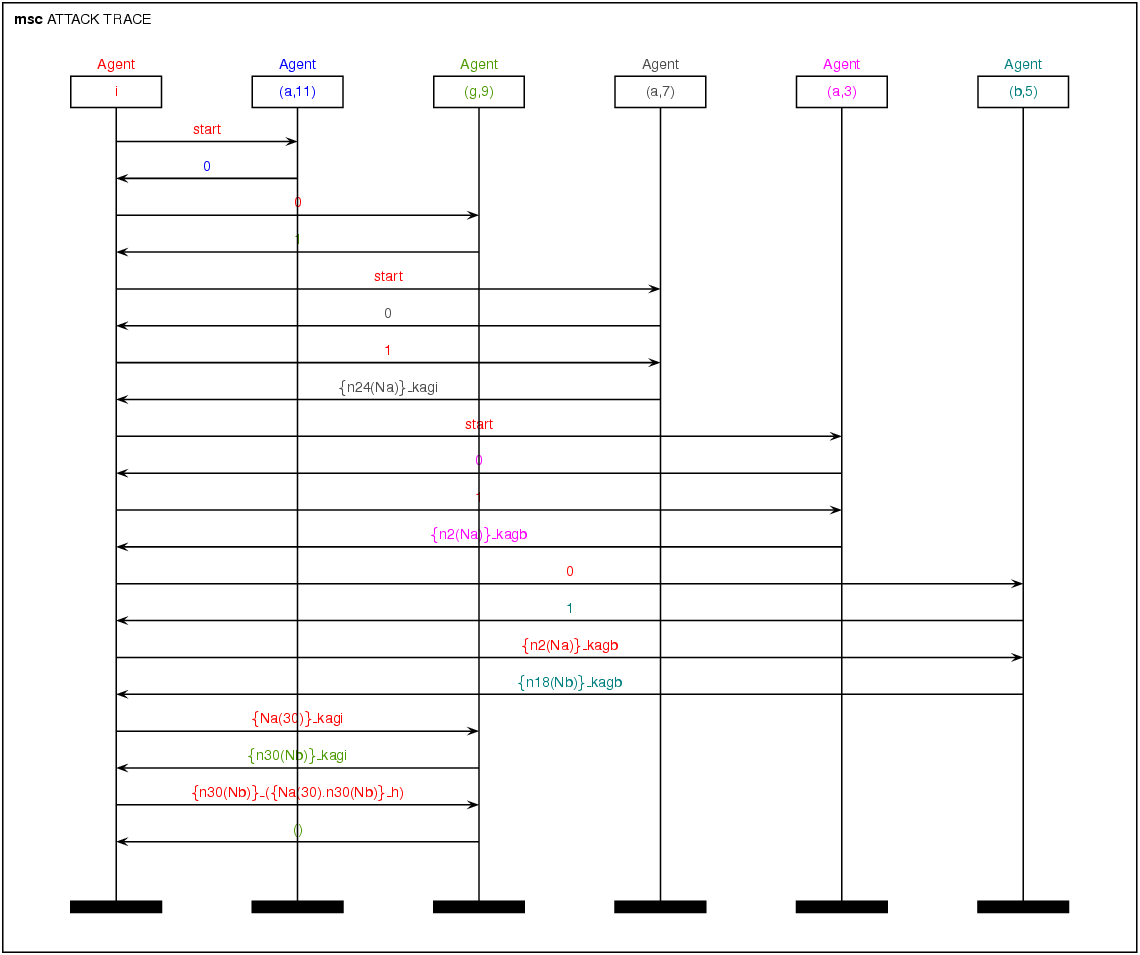 msc ATTACK TRACE
Agent Agent Agent Agent Agent Agent
i (a,11) (g,9) (a,7) (a,3) (b,5)
start
0
0
1
start
0
1
{n24(Na)}_kagi
start
0
1
{n2(Na)}_kagb
0
1
{n2(Na)}_kagb
{n18(Nb)}_kagb
{Na(30)}_kagi
{n30(Nb)}_kagi
{n30(Nb)}_({Na(30).n30(Nb)}_h)
()